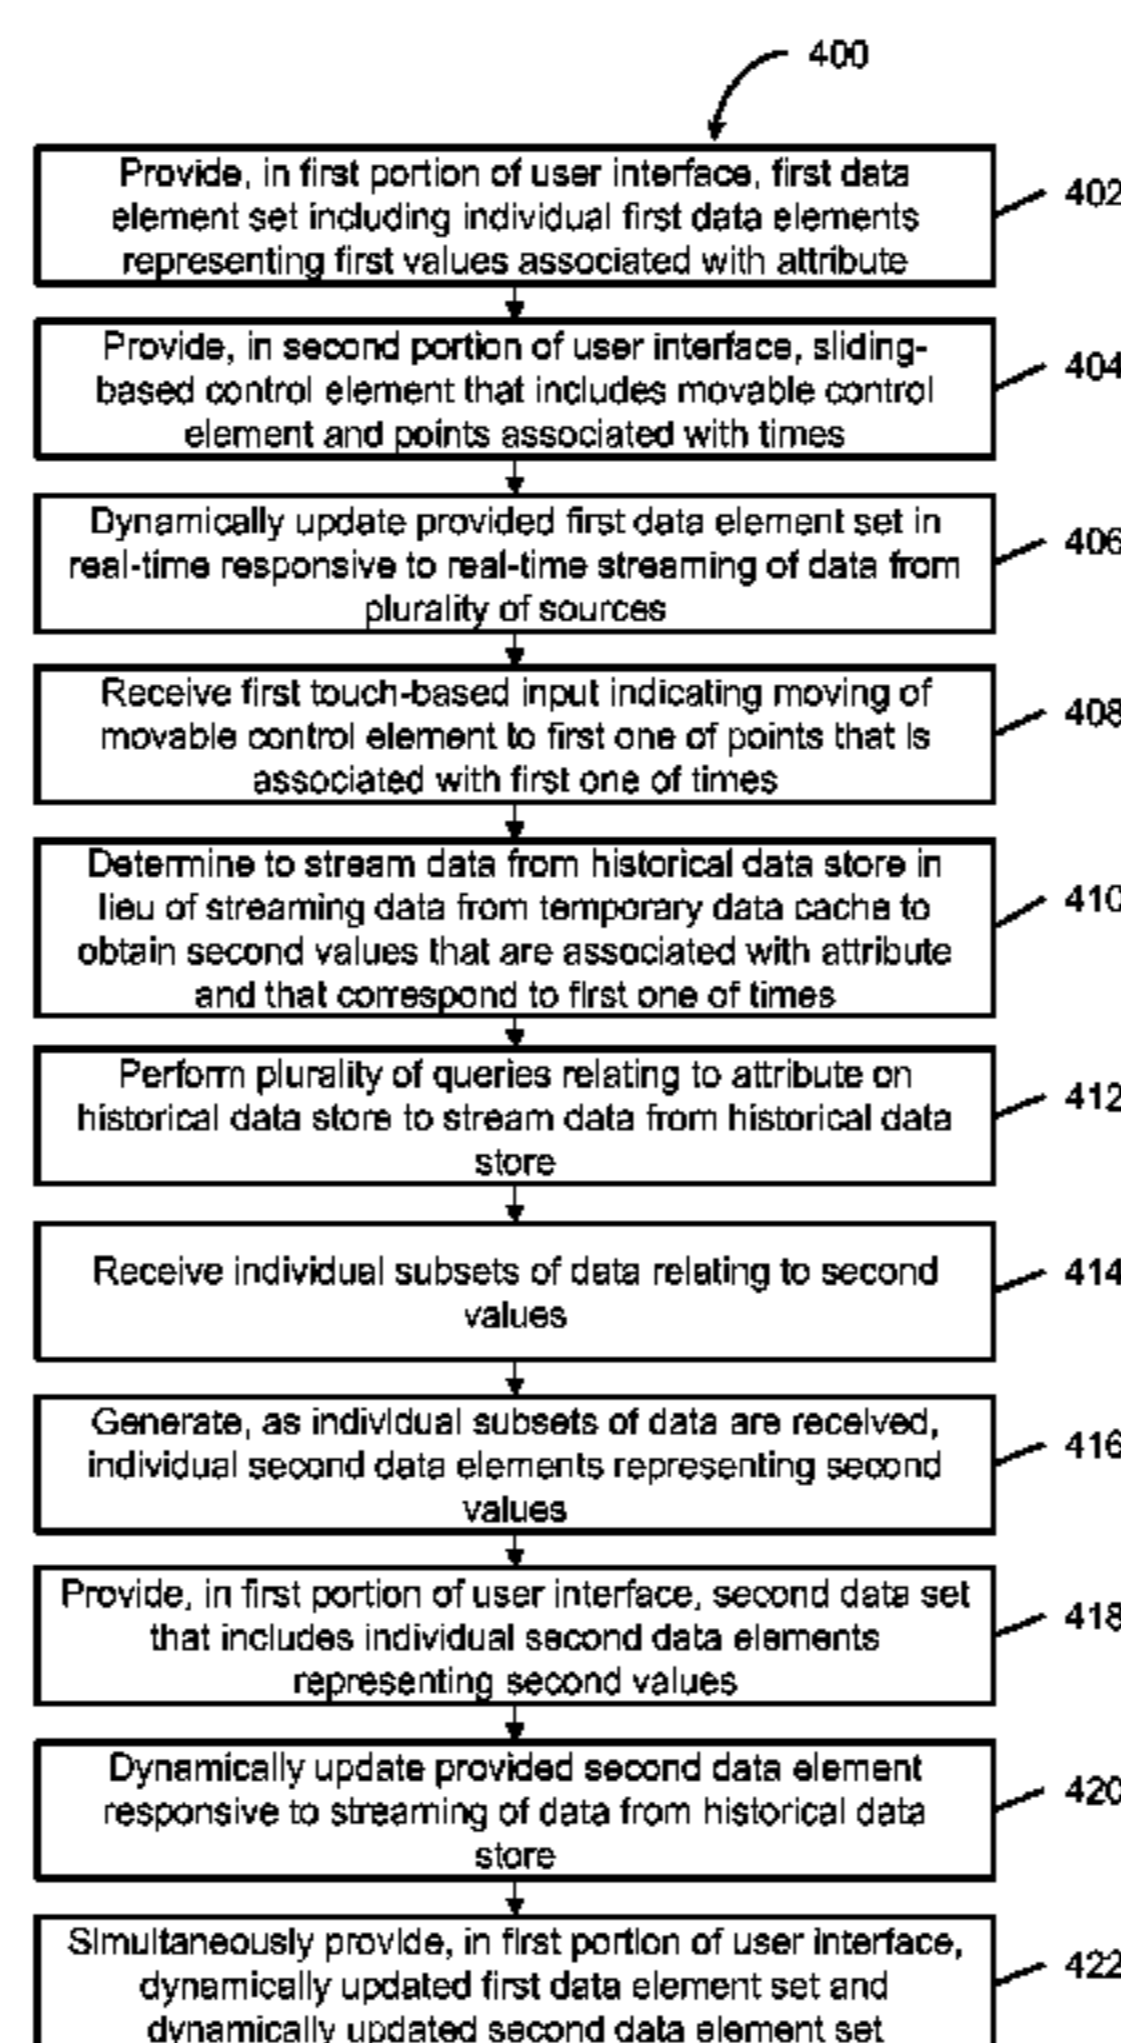 400
Provide, in first portion of user interface, first data
element set including individual first data elements
representing first values associated with attribute
402
Provide, in second portion of user interface, sliding-
based control element that includes movable control
element and points associated with times
404
Dynamically update provided first data element set in
real-time responsive to real-time streaming of data from
plurality of sources
406
Receive first touch-based input indicating moving of
movable control element to first one of points that is
associated with first one of times
408
Determine to stream data from historical data store in
lieu of streaming data from temporary data cache to
obtain second values that are associated with attribute
and that correspond to first one of times
410
Perform plurality of queries relating to attribute on
historical data store to stream data from historical data
store
412
Receive individual subsets of data relating to second
values
414
Generate, as individual subsets of data are received,
individual second data elements representing second
values
416
Provide, in first portion of user interface, second data set
that includes individual second data elements
representing second values
418
Dynamically update provided second data element
responsive to streaming of data from historical data
store
420
Simultaneously provide, in first portion of user interface,
dynamically updated first data element set and
dynamically updated second data element set
422